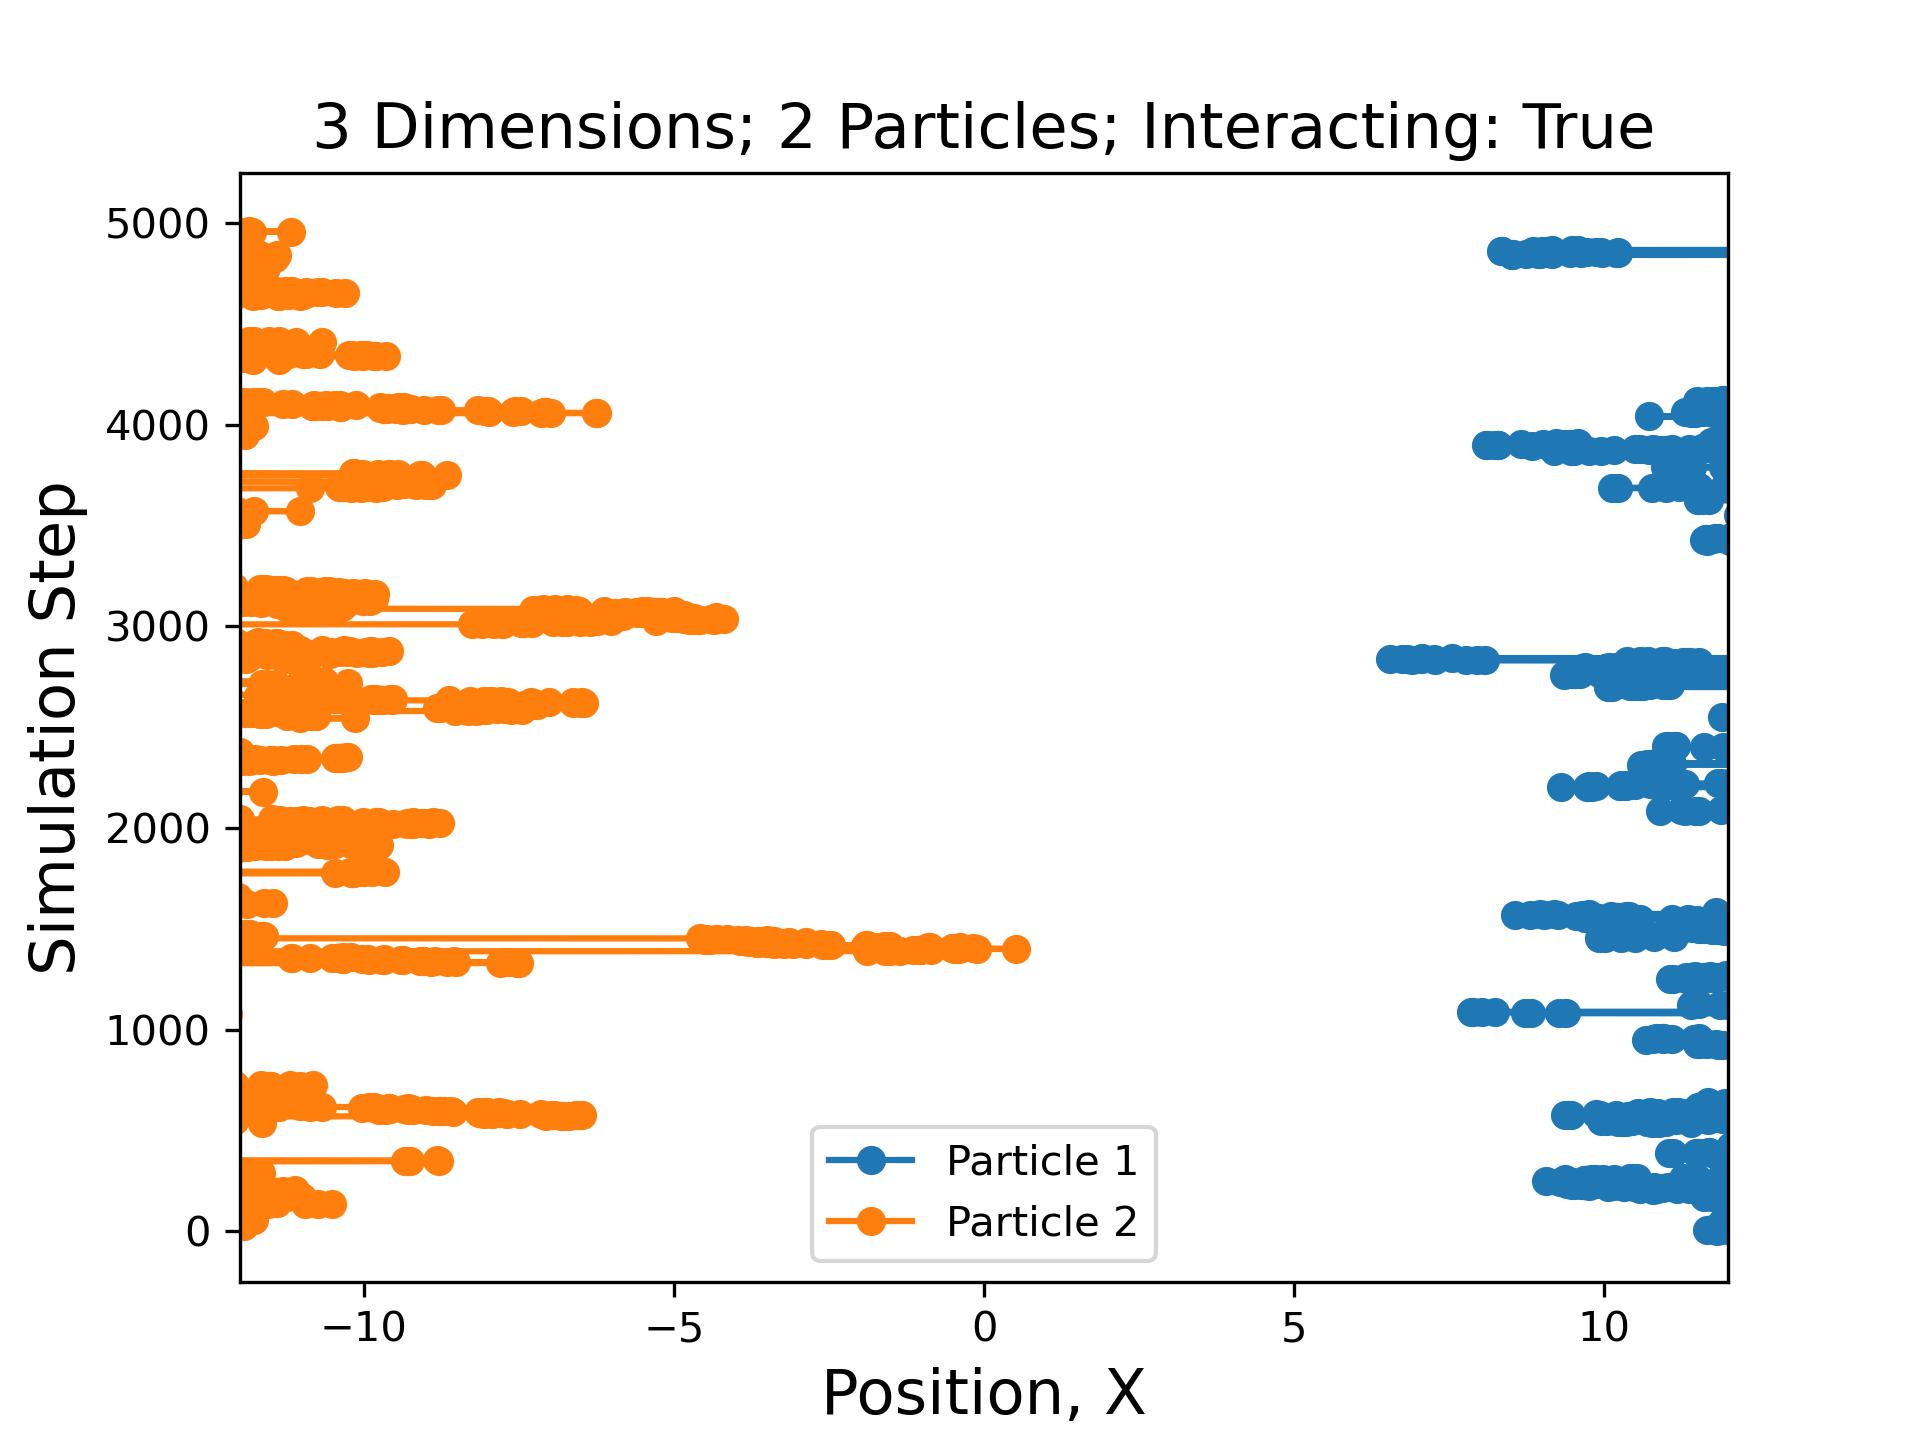 3 Dimensions; 2 Particles; Interacting: True
Simulation Step
5000
4000
3000
2000
1000
0
Particle 1
Particle 2
−10
−5
0
5
10
Position, X